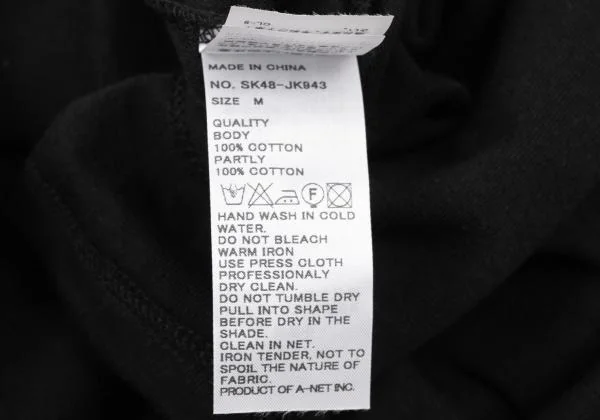 MADE IN CHINA
NO. SK48-JK943
SIZE M
QUALITY
BODY
100% COTTON
PARTLY
100% COTTON
F
HAND WASH IN COLD
WATER.
DO NOT BLEACH
WARM IRON
USE PRESS CLOTH
PROFESSIONALY
DRY CLEAN.
DO NOT TUMBLE DRY
PULL INTO SHAPE
BEFORE DRY IN THE
SHADE.
CLEAN IN NET.
IRON TENDER, NOT TO
SPOIL THE NATURE OF
FABRIC.
PRODUCT OF A-NET INC.